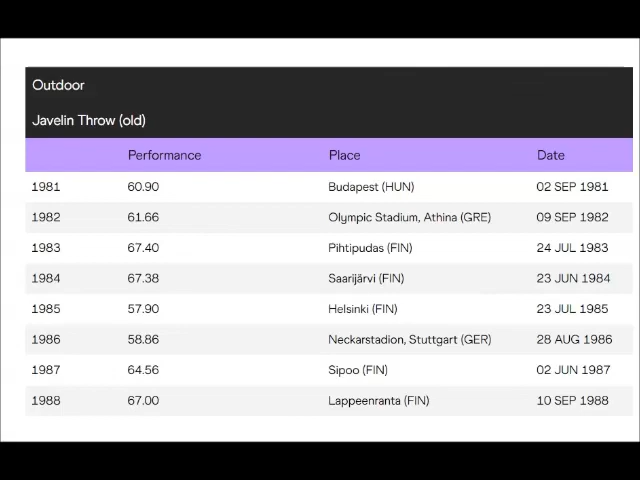 Outdoor
Javelin Throw (old)
Performance Place Date
1981 60.90 Budapest (HUN) 02 SEP 1981
1982 61.66 Olympic Stadium, Athina (GRE) 09 SEP 1982
1983 67.40 Pihtipudas (FIN) 24 JUL 1983
1984 67.38 Saarijärvi (FIN) 23 JUN 1984
1985 57.90 Helsinki (FIN) 23 JUL 1985
1986 58.86 Neckarstadion, Stuttgart (GER) 28 AUG 1986
1987 64.56 Sipoo (FIN) 02 JUN 1987
1988 67.00 Lappeenranta (FIN) 10 SEP 1988